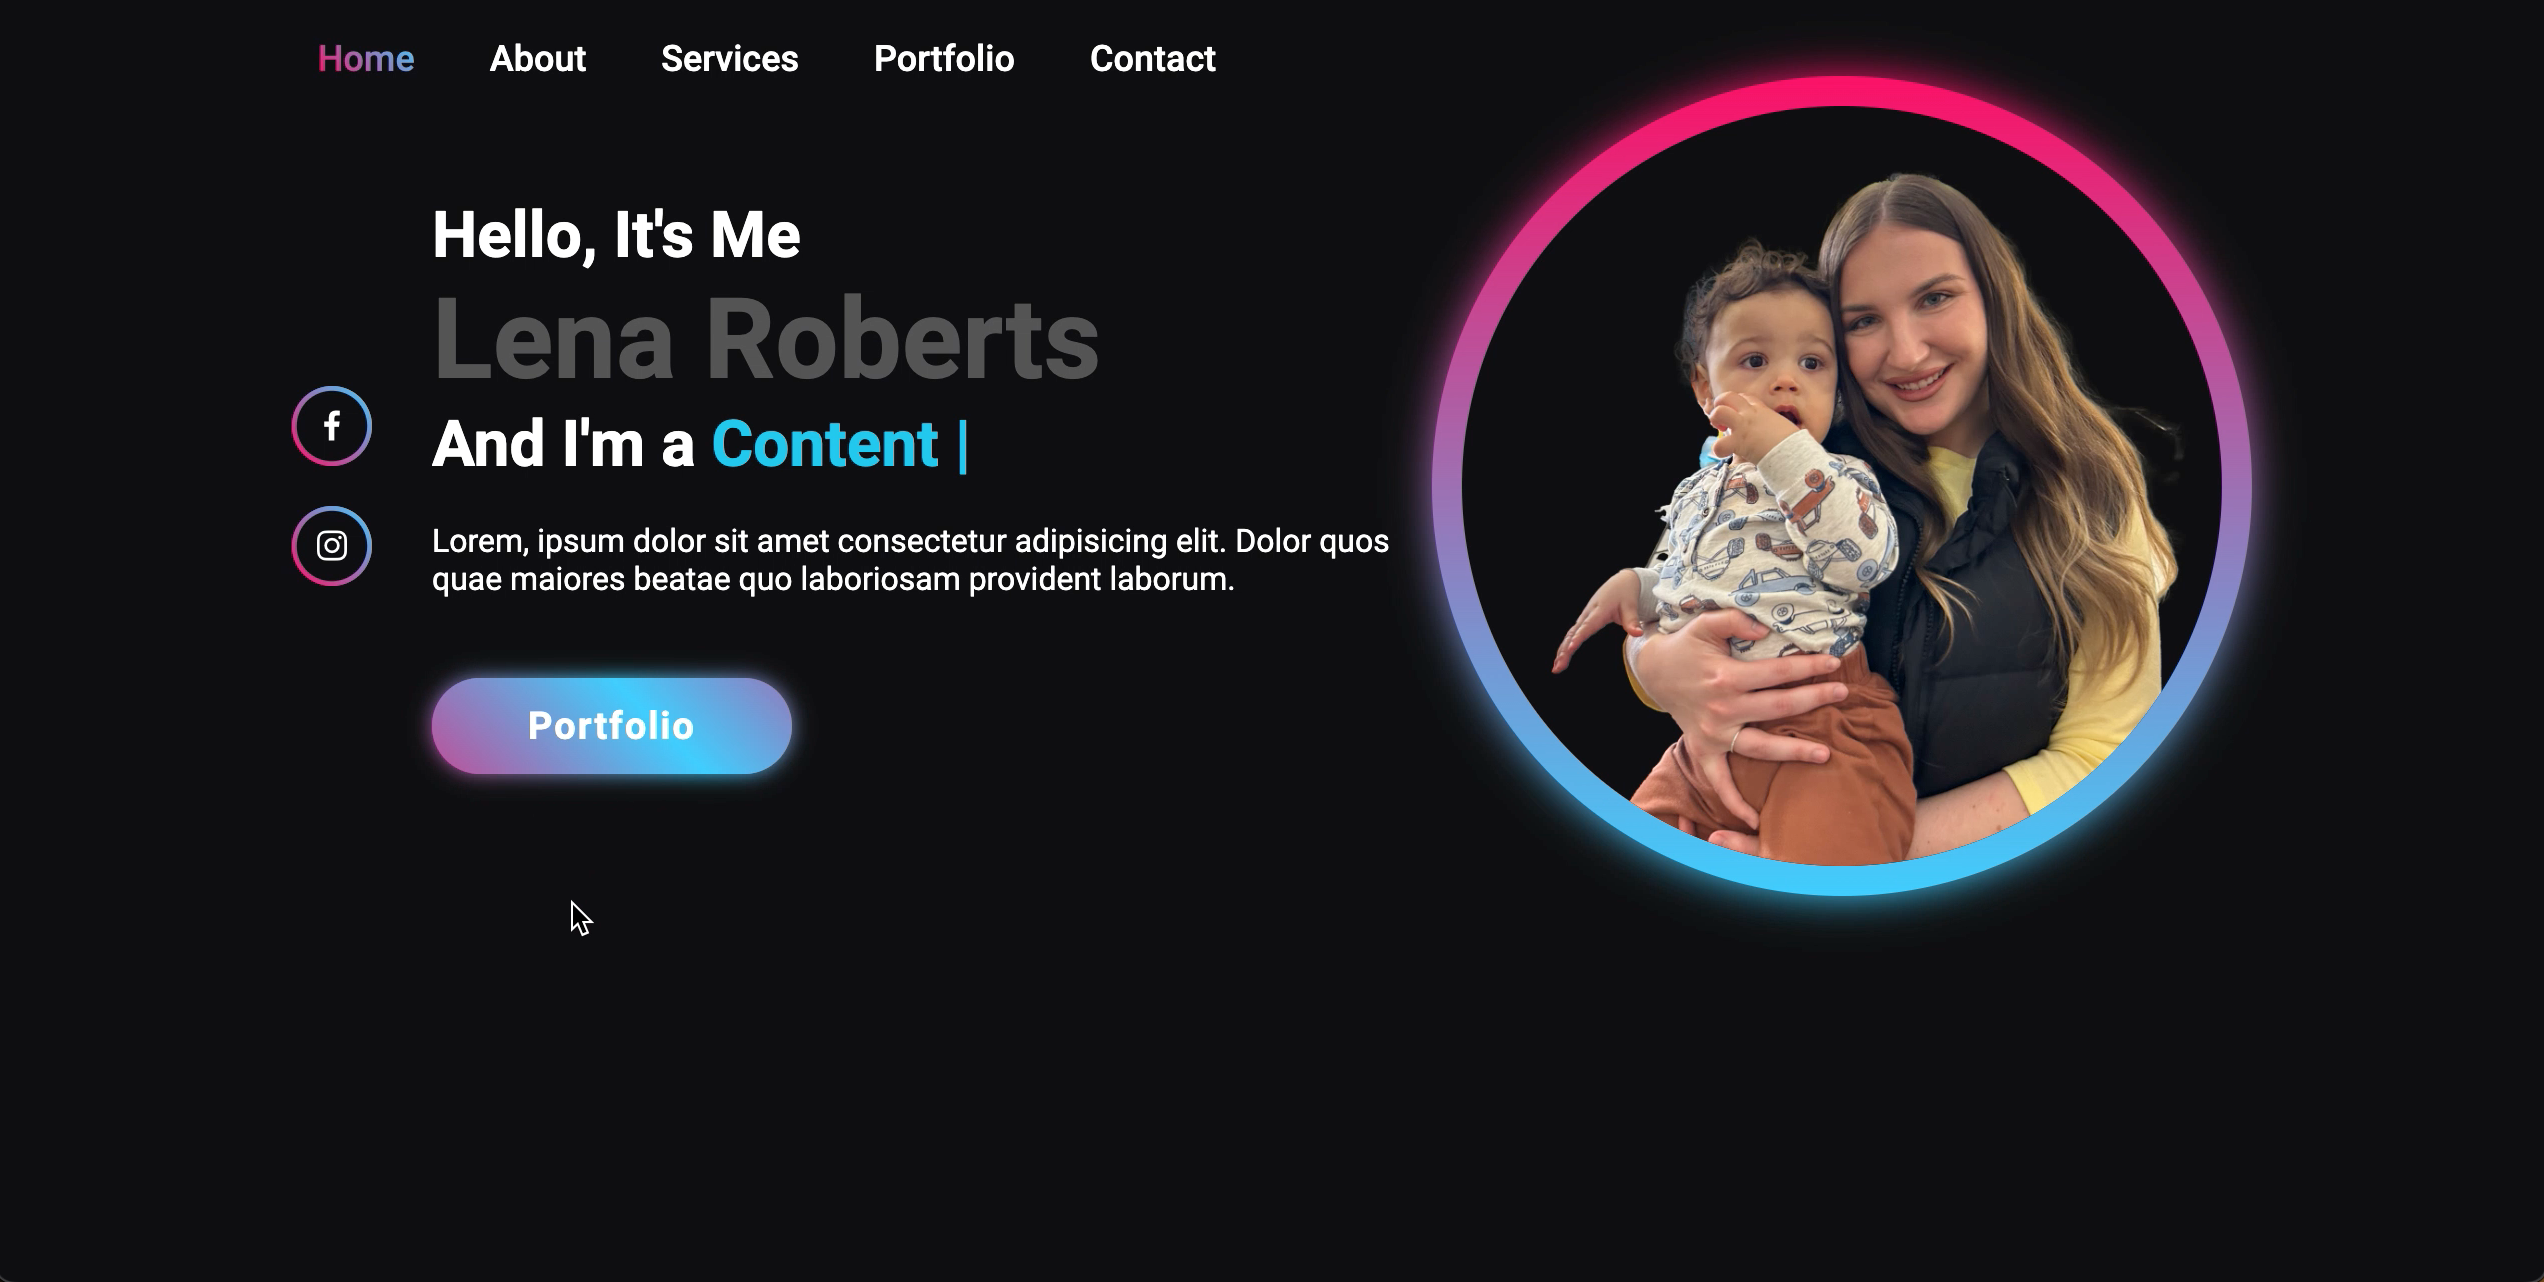 Home About Services Portfolio Contact
Hello, It's Me
Lena Roberts
And I'm a Content |
Lorem, ipsum dolor sit amet consectetur adipisicing elit. Dolor quos
quae maiores beatae quo laboriosam provident laborum.
Portfolio